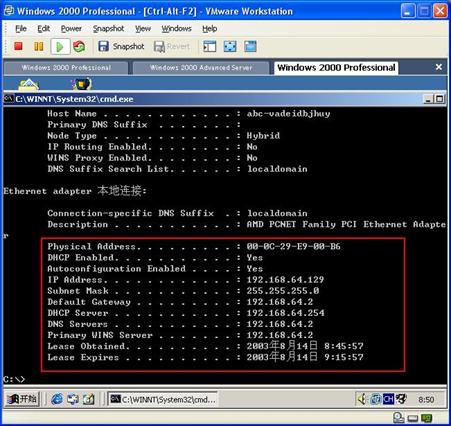 Windows 2000 Professional - [Ctrl-Alt-F2] - VMware Workstation
File Edit Power Snapshot View Windows Help
Snapshot Revert
Windows 2000 Professional Windows 2000 Advanced Server Windows 2000 Professional
C:\WINNT\System32\cmd.exe
Host Name . . . . . . . . . . . . : abc-vadeidbjhuy
Primary DNS Suffix . . . . . . . :
Node Type . . . . . . . . . . . . : Hybrid
IP Routing Enabled. . . . . . . . : No
WINS Proxy Enabled. . . . . . . . : No
DNS Suffix Search List. . . . . . : localdomain
Ethernet adapter 本地连接:
Connection-specific DNS Suffix . : localdomain
Description . . . . . . . . . . . : AMD PCNET Family PCI Ethernet Adapte
r
Physical Address. . . . . . . . . : 00-0C-29-E9-00-B6
DHCP Enabled. . . . . . . . . . . : Yes
Autoconfiguration Enabled . . . . : Yes
IP Address. . . . . . . . . . . . : 192.168.64.129
Subnet Mask . . . . . . . . . . . : 255.255.255.0
Default Gateway . . . . . . . . . : 192.168.64.2
DHCP Server . . . . . . . . . . . : 192.168.64.254
DNS Servers . . . . . . . . . . . : 192.168.64.2
Primary WINS Server . . . . . . . : 192.168.64.2
Lease Obtained. . . . . . . . . . : 2003年8月14日 8:45:57
Lease Expires . . . . . . . . . . : 2003年8月14日 9:15:57
C:\>
开始 C:\WINNT\System32\cmd... CH 8:50